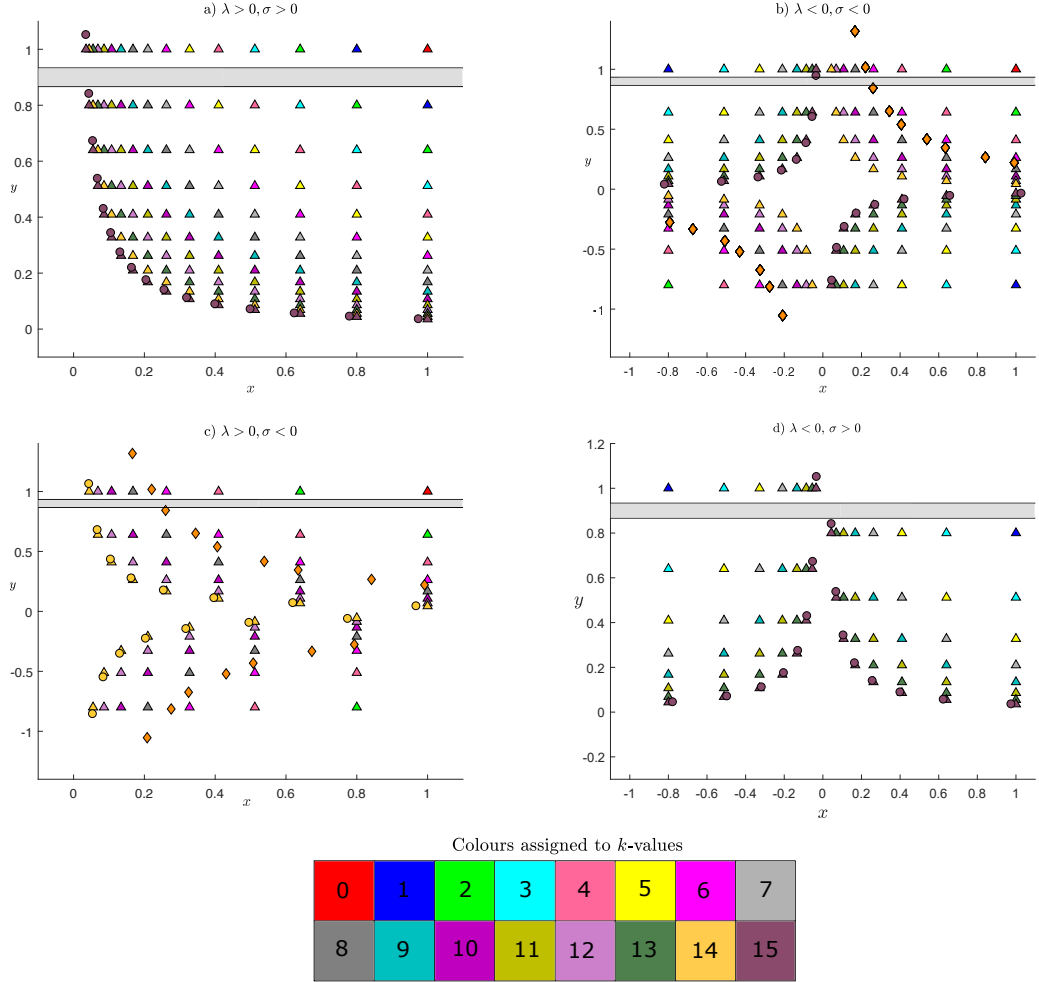 a) λ > 0, σ > 0
1
0.8
0.6
y
0.4
0.2
0
0 0.2 0.4 0.6 0.8 1
x
b) λ < 0, σ < 0
1
0.5
y
0
-0.5
-1
-1 -0.8 -0.6 -0.4 -0.2 0 0.2 0.4 0.6 0.8 1
x
c) λ > 0, σ < 0
1
0.5
y
0
-0.5
-1
0 0.2 0.4 0.6 0.8 1
x
d) λ < 0, σ > 0
1.2
1
0.8
0.6
y
0.4
0.2
0
-0.2
-1 -0.8 -0.6 -0.4 -0.2 0 0.2 0.4 0.6 0.8 1
x
Colours assigned to k-values
0 1 2 3 4 5 6 7
8 9 10 11 12 13 14 15